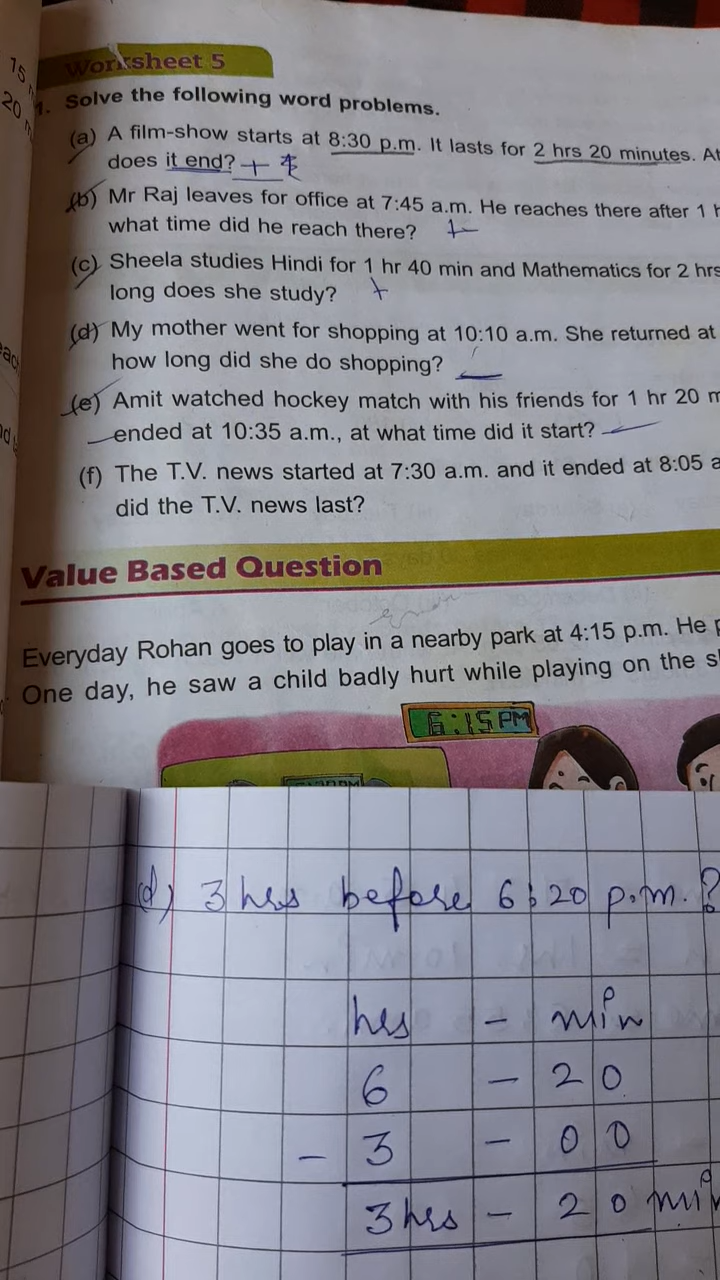 15
20
Worksheet 5
1. Solve the following word problems.
(a) A film-show starts at 8:30 p.m. It lasts for 2 hrs 20 minutes. At
does it end? +
(b) Mr Raj leaves for office at 7:45 a.m. He reaches there after 1 h
what time did he reach there? +
(c) Sheela studies Hindi for 1 hr 40 min and Mathematics for 2 hrs
long does she study? +
(d) My mother went for shopping at 10:10 a.m. She returned at
how long did she do shopping? —
(e) Amit watched hockey match with his friends for 1 hr 20 m
ended at 10:35 a.m., at what time did it start? —
(f) The T.V. news started at 7:30 a.m. and it ended at 8:05 a
did the T.V. news last?
Value Based Question
Everyday Rohan goes to play in a nearby park at 4:15 p.m. He p
One day, he saw a child badly hurt while playing on the sl
6:15 PM
d) 3 hrs before 6:20 p.m.?
hrs - min
6 - 20
- 3 - 00
3 hrs - 20 min